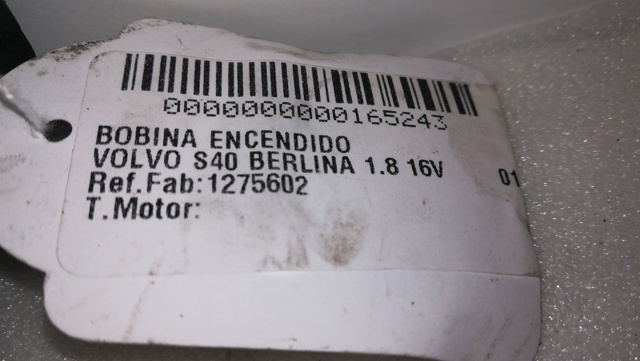 0000000000165243
BOBINA ENCENDIDO
VOLVO S40 BERLINA 1.8 16V 01
Ref.Fab:1275602
T.Motor: